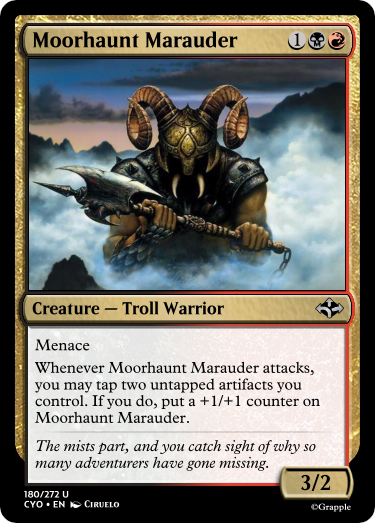 Moorhaunt Marauder 1
Creature — Troll Warrior
Menace
Whenever Moorhaunt Marauder attacks,
you may tap two untapped artifacts you
control. If you do, put a +1/+1 counter on
Moorhaunt Marauder.
The mists part, and you catch sight of why so
many adventurers have gone missing.
3/2
180/272 U
CYO • EN Ciruelo
©Grapple